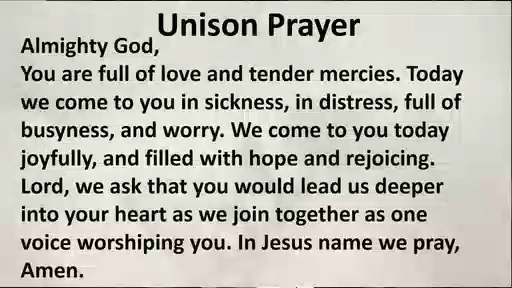 Unison Prayer
Almighty God,
You are full of love and tender mercies. Today
we come to you in sickness, in distress, full of
busyness, and worry. We come to you today
joyfully, and filled with hope and rejoicing.
Lord, we ask that you would lead us deeper
into your heart as we join together as one
voice worshiping you. In Jesus name we pray,
Amen.